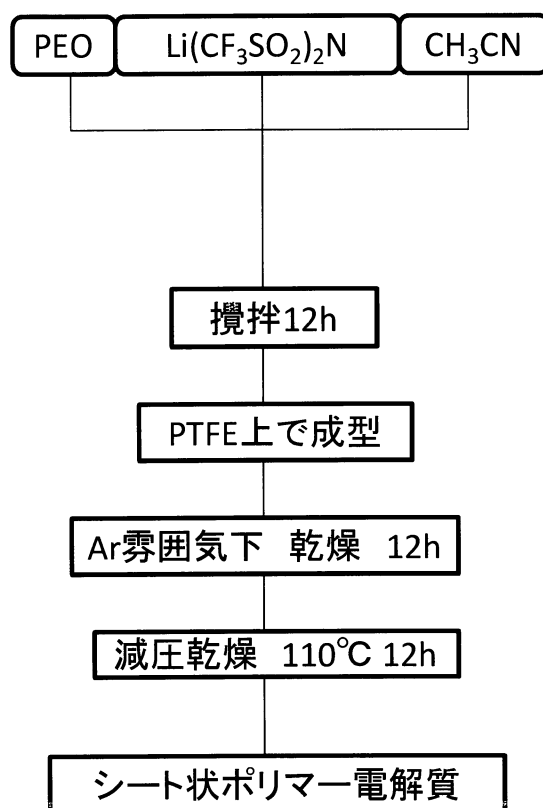 PEO Li(CF₃SO₂)₂N CH₃CN
攪拌12h
PTFE上で成型
Ar雰囲気下 乾燥 12h
減圧乾燥 110℃ 12h
シート状ポリマー電解質